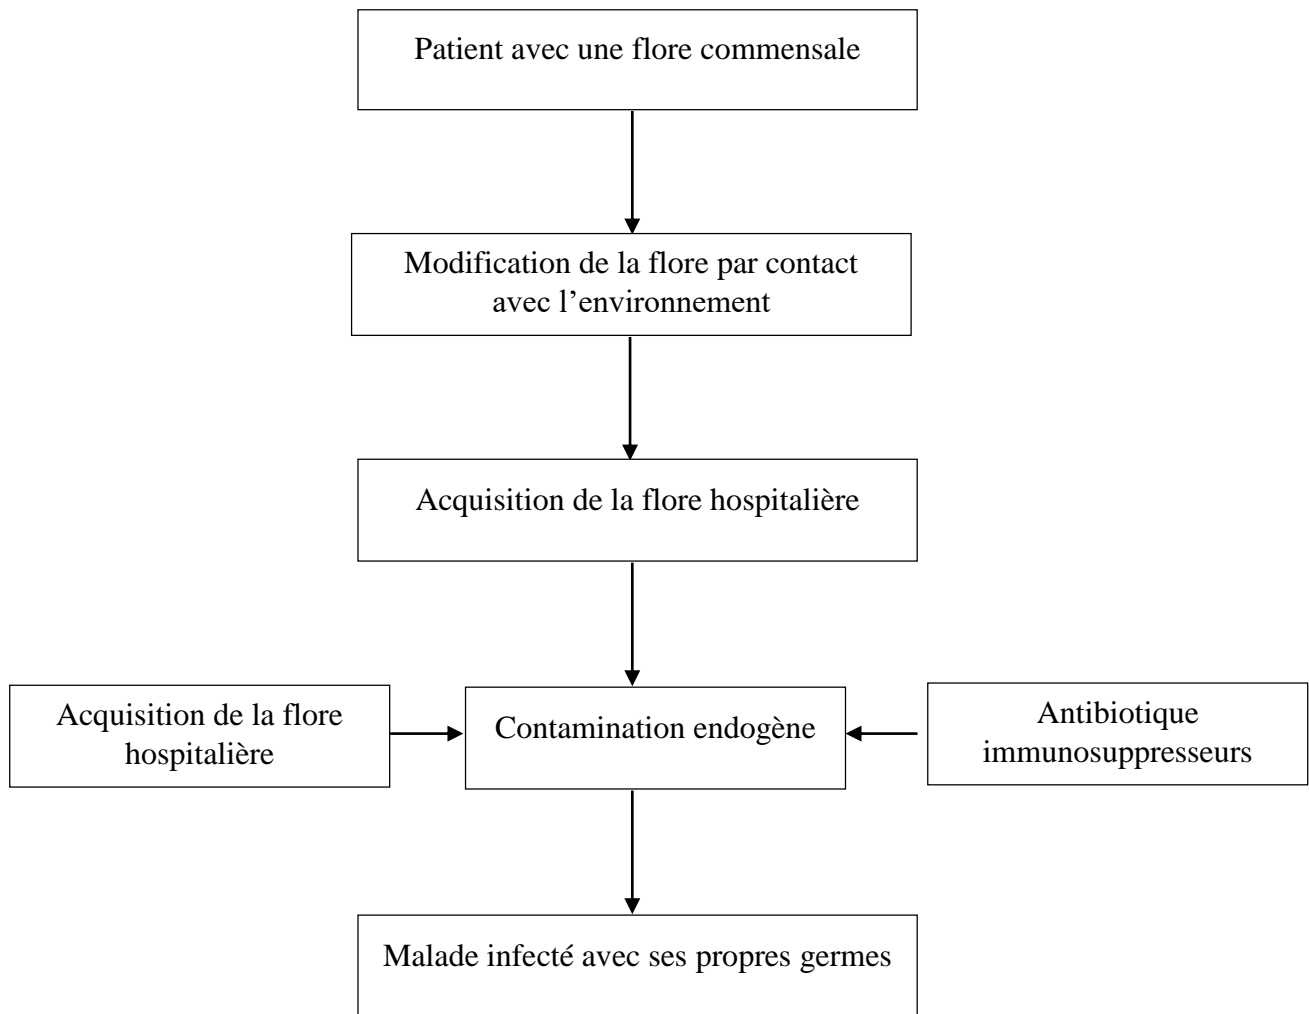 Patient avec une flore commensale
Modification de la flore par contact
avec l’environnement
Acquisition de la flore hospitalière
Acquisition de la flore
hospitalière
Contamination endogène
Antibiotique
immunosuppresseurs
Malade infecté avec ses propres germes